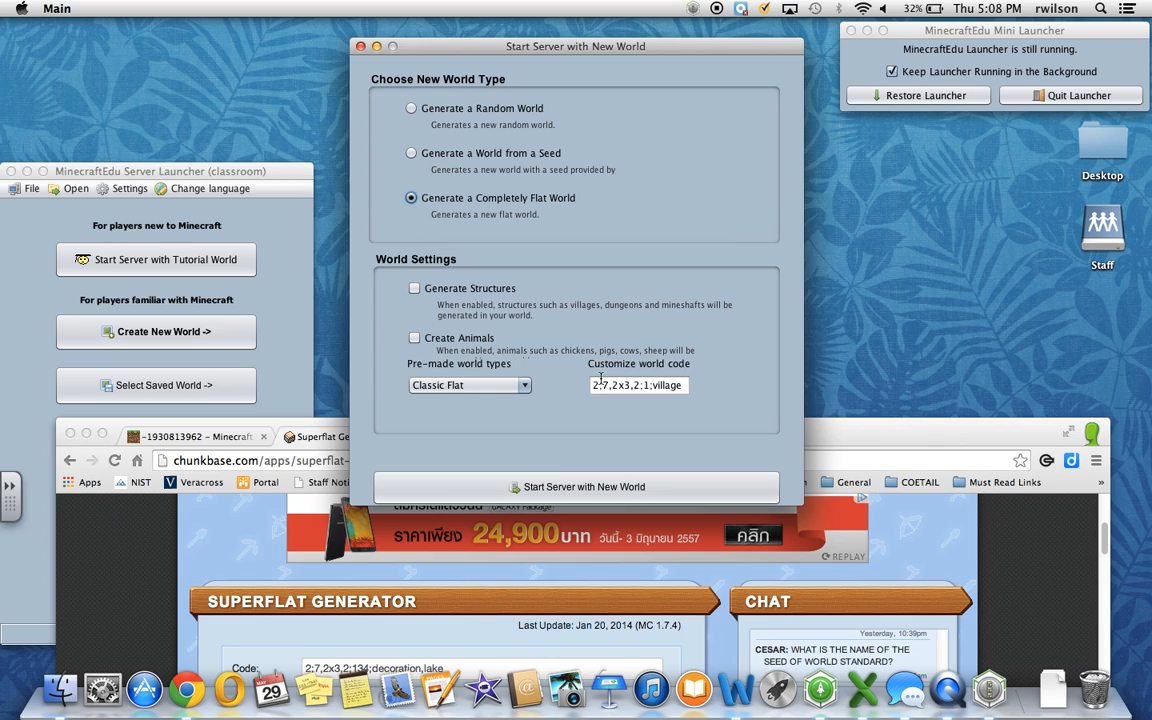 Main
32%
Thu 5:08 PM
rwilson
Start Server with New World
Choose New World Type
Generate a Random World
Generates a new random world.
Generate a World from a Seed
Generates a new world with a seed provided by
Generate a Completely Flat World
Generates a new flat world.
World Settings
Generate Structures
When enabled, structures such as villages, dungeons and mineshafts will be
generated in your world.
Create Animals
When enabled, animals such as chickens, pigs, cows, sheep will be
Pre-made world types
Customize world code
Classic Flat
2;7,2x3,2;1;village
Start Server with New World
MinecraftEdu Mini Launcher
MinecraftEdu Launcher is still running.
Keep Launcher Running in the Background
Restore Launcher
Quit Launcher
Desktop
Staff
MinecraftEdu Server Launcher (classroom)
File
Open
Settings
Change language
For players new to Minecraft
Start Server with Tutorial World
For players familiar with Minecraft
Create New World ->
Select Saved World ->
-1930813962 – Minecraft
Superflat Ge
chunkbase.com/apps/superflat-
Apps
NIST
Veracross
Portal
Staff Noti
General
COETAIL
Must Read Links
»
GALAXY Package
ราคาเพียง 24,900บาท วันนี้- 3 มิถุนายน 2557
คลิก
REPLAY
SUPERFLAT GENERATOR
Last Update: Jan 20, 2014 (MC 1.7.4)
Code:
2;7,2x3,2;134;decoration,lake
CHAT
Yesterday, 10:39pm
CESAR: WHAT IS THE NAME OF THE
SEED OF WORLD STANDARD?
MAY
29